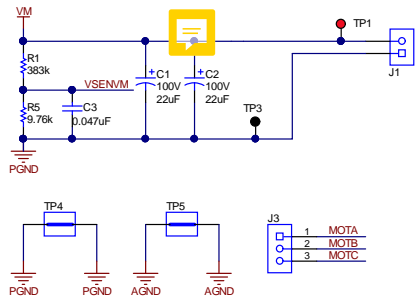 VM
TP1
R1
383k
C1
100V
22uF
C2
100V
22uF
J1
VSENVM
R5
9.76k
C3
0.047uF
TP3
PGND
TP4
TP5
J3
1 MOTA
2 MOTB
3 MOTC
PGND PGND AGND AGND